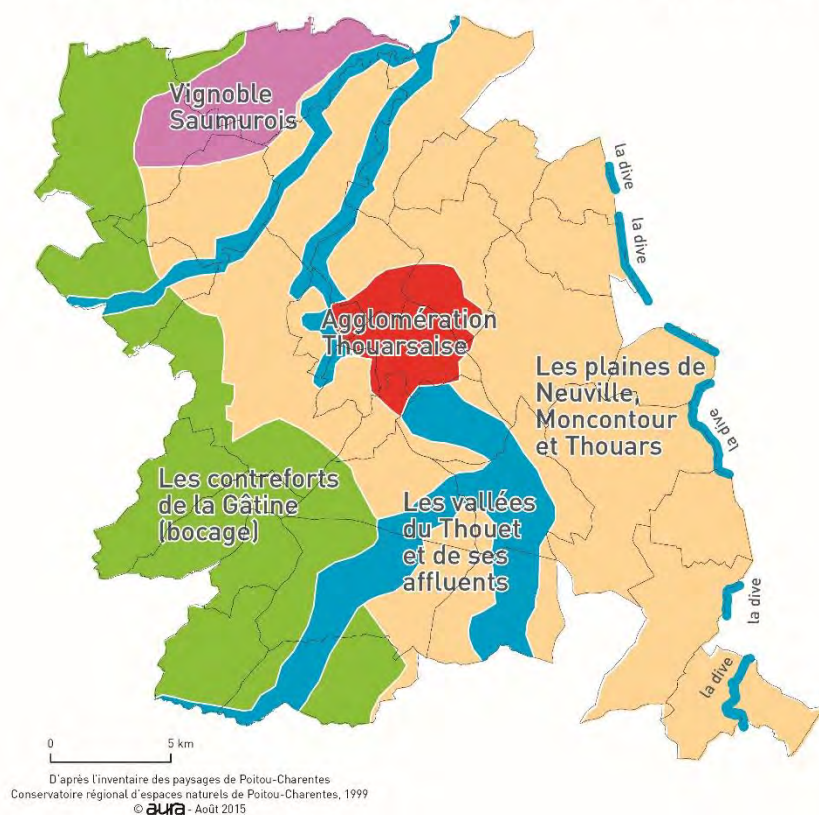 Vignoble
Saumurois
la dive
la dive
Agglomération
Thouarsaise
Les plaines de
Neuville,
Moncontour
et Thouars
la dive
Les contreforts
de la Gâtine
(bocage)
Les vallées
du Thouet
et de ses
affluents
la dive
la dive
0 5 km
D'après l'inventaire des paysages de Poitou-Charentes
Conservatoire régional d'espaces naturels de Poitou-Charentes, 1999
© aura - Août 2015